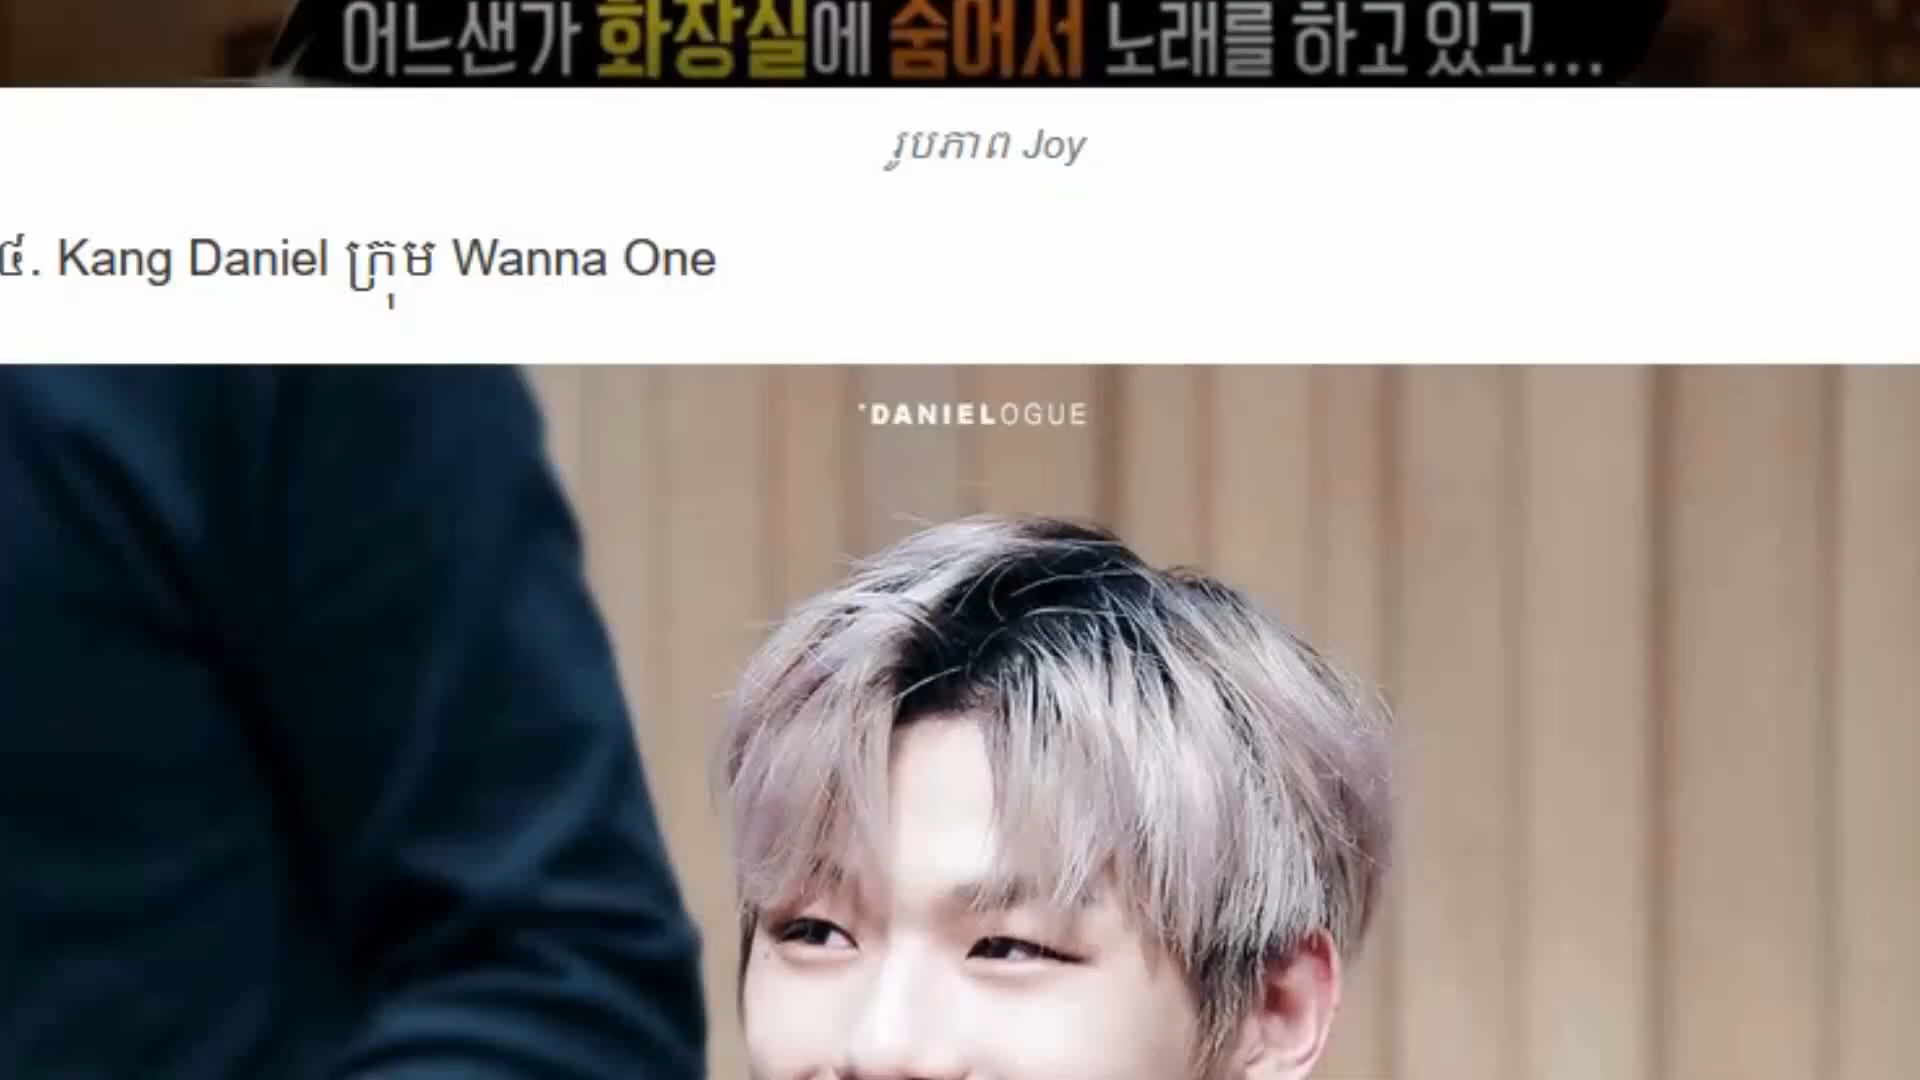 어느샌가 화장실에 숨어서 노래를 하고 있고...
រូបភាព Joy
៤. Kang Daniel ក្រុម Wanna One
*DANIELOGUE